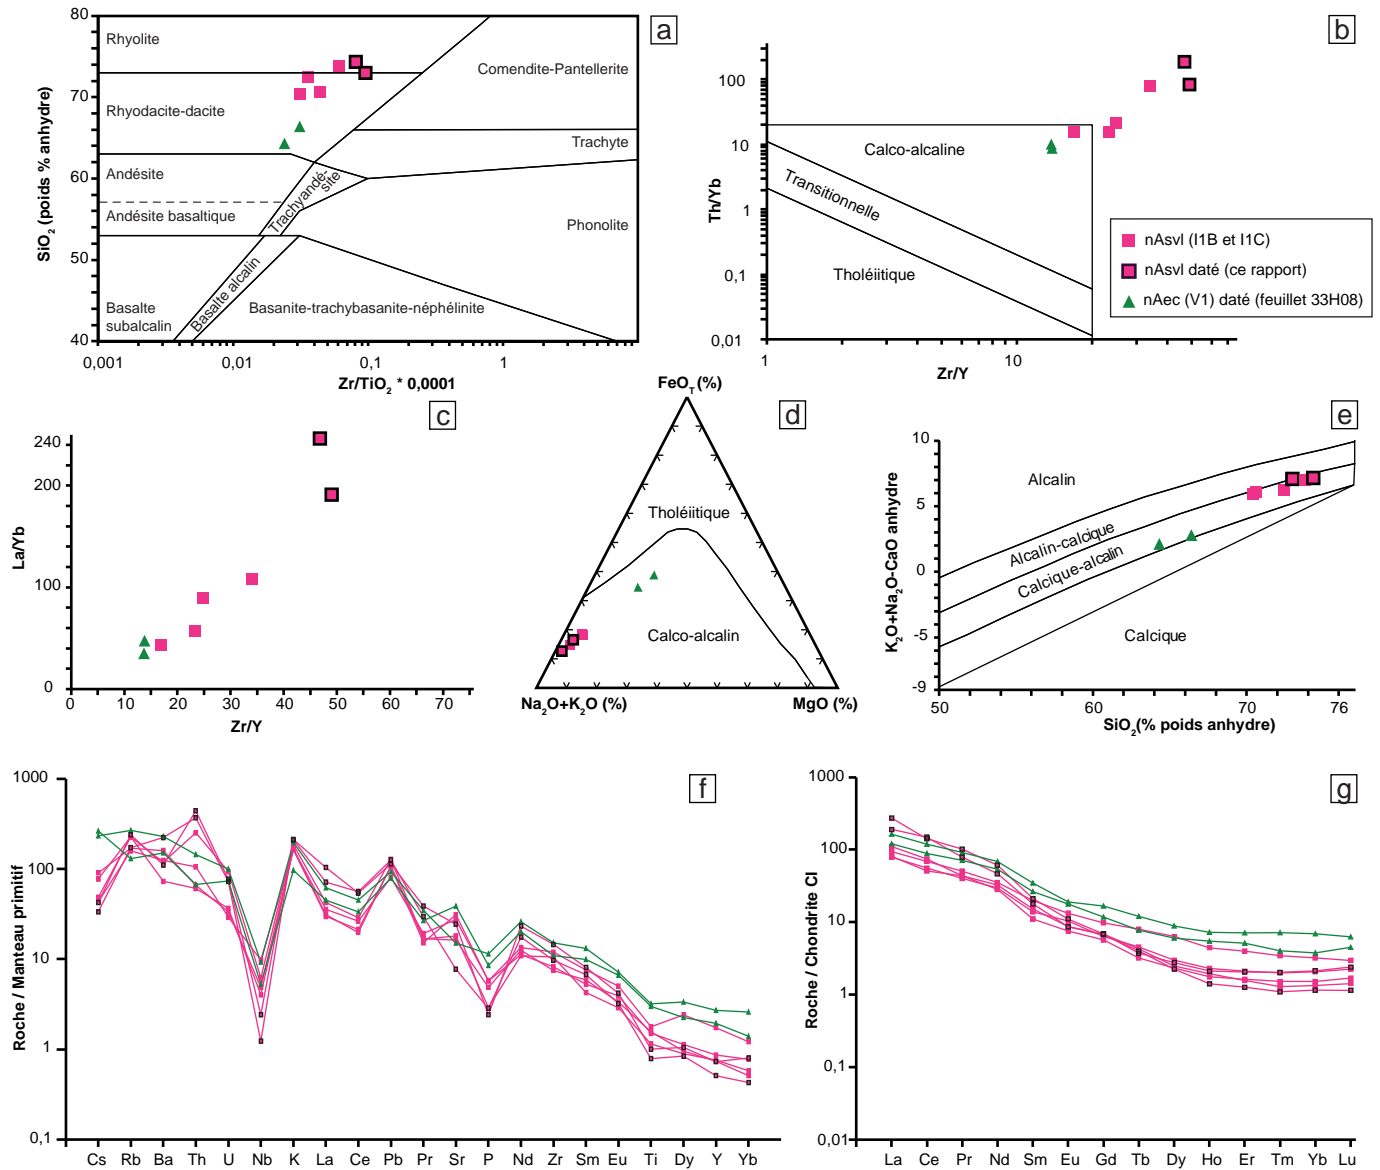 a
80
70
60
50
40
SiO2 (poids % anhydre)
Rhyolite
Comendite-Pantellerite
Rhyodacite-dacite
Trachyte
Andésite
Trachyandé-
site
Andésite basaltique
Phonolite
Basalte
subalcalin
Basalte alcalin
Basanite-trachybasanite-néphélinite
0,001
0,01
0,1
1
Zr/TiO2 * 0,0001
b
100
10
1
0,1
0,01
Th/Yb
Calco-alcaline
Transitionnelle
Tholéiitique
1
10
Zr/Y
nAsvl (I1B et I1C)
nAsvl daté (ce rapport)
nAec (V1) daté (feuillet 33H08)
c
240
200
100
0
La/Yb
0
10
20
30
40
50
60
70
Zr/Y
d
FeOT (%)
Tholéiitique
Calco-alcalin
Na2O+K2O (%)
MgO (%)
e
10
5
0
-5
-9
K2O+Na2O-CaO anhydre
Alcalin
Alcalin-calcique
Calcique-alcalin
Calcique
50
60
70
76
SiO2(% poids anhydre)
f
1000
100
10
1
0,1
Roche / Manteau primitif
Cs Rb Ba Th U Nb K La Ce Pb Pr Sr P Nd Zr Sm Eu Ti Dy Y Yb
g
1000
100
10
1
0,1
0,01
Roche / Chondrite CI
La Ce Pr Nd Sm Eu Gd Tb Dy Ho Er Tm Yb Lu